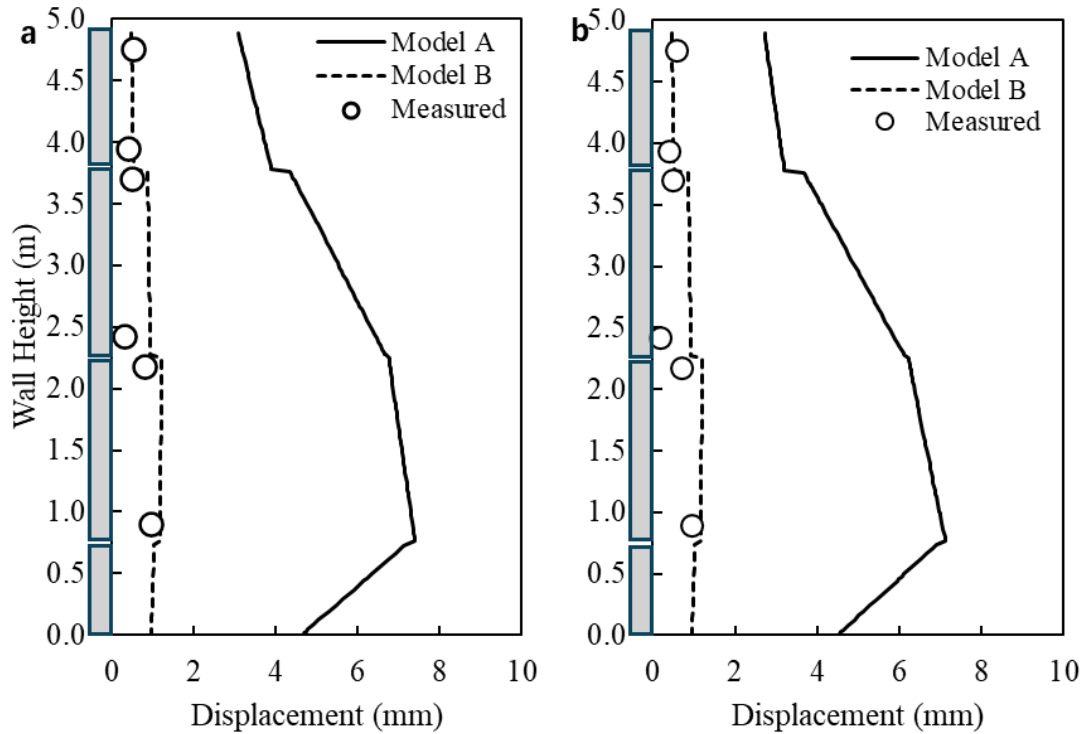 a
Model A
Model B
Measured
5.0
4.5
4.0
3.5
3.0
2.5
2.0
1.5
1.0
0.5
0.0
Wall Height (m)
0 2 4 6 8 10
Displacement (mm)
b
Model A
Model B
Measured
5.0
4.5
4.0
3.5
3.0
2.5
2.0
1.5
1.0
0.5
0.0
0 2 4 6 8 10
Displacement (mm)